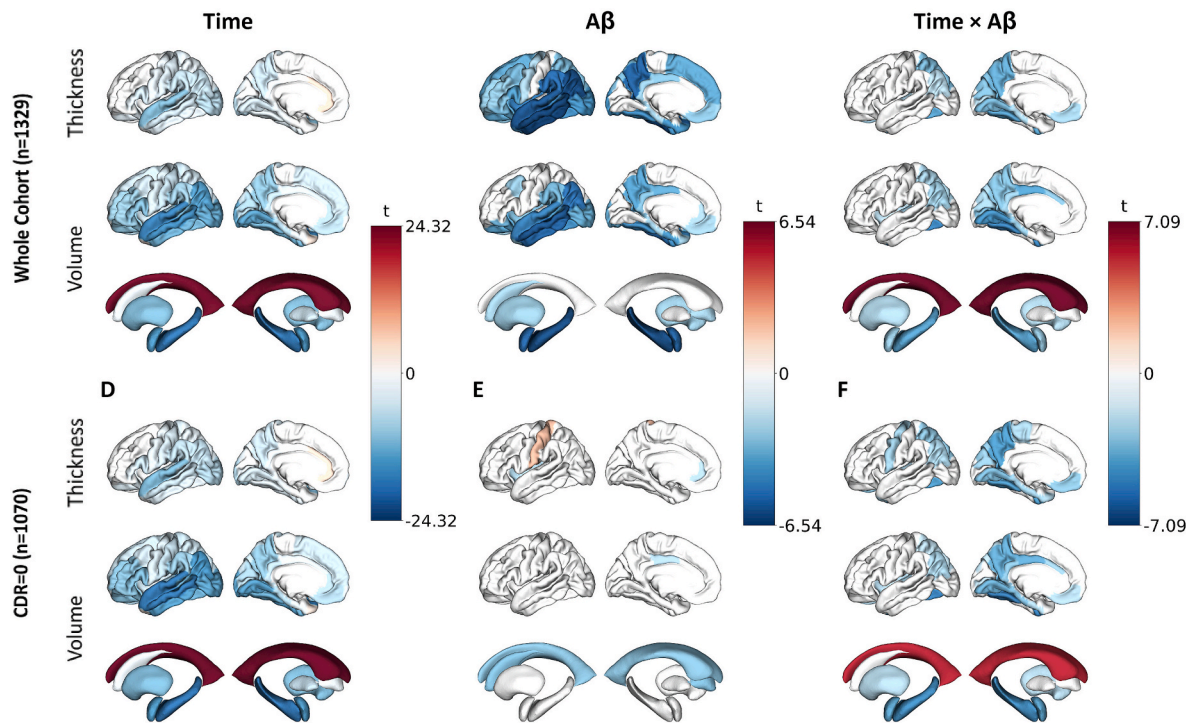 Time
Aβ
Time × Aβ
Whole Cohort (n=1329)
Thickness
Volume
t
24.32
0
-24.32
t
6.54
0
-6.54
t
7.09
0
-7.09
D
E
F
CDR=0 (n=1070)
Thickness
Volume